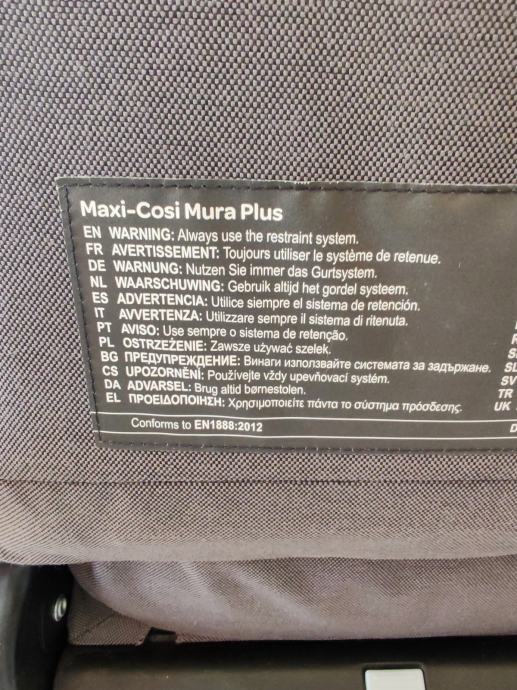 Maxi-Cosi Mura Plus
EN WARNING: Always use the restraint system.
FR AVERTISSEMENT: Toujours utiliser le système de retenue.
DE WARNUNG: Nutzen Sie immer das Gurtsystem.
NL WAARSCHUWING: Gebruik altijd het gordel systeem.
ES ADVERTENCIA: Utilice siempre el sistema de retención.
IT AVVERTENZA: Utilizzare sempre il sistema di ritenuta.
PT AVISO: Use sempre o sistema de retenção.
PL OSTRZEŻENIE: Zawsze używać szelek.
BG ПРЕДУПРЕЖДЕНИЕ: Винаги използвайте системата за задържане.
CS UPOZORNĚNÍ: Používejte vždy upevňovací systém.
DA ADVARSEL: Brug altid børnestolen.
EL ΠΡΟΕΙΔΟΠΟΙΗΣΗ: Χρησιμοποιείτε πάντα το σύστημα πρόσδεσης.
Conforms to EN1888:2012
SV
TR
UK